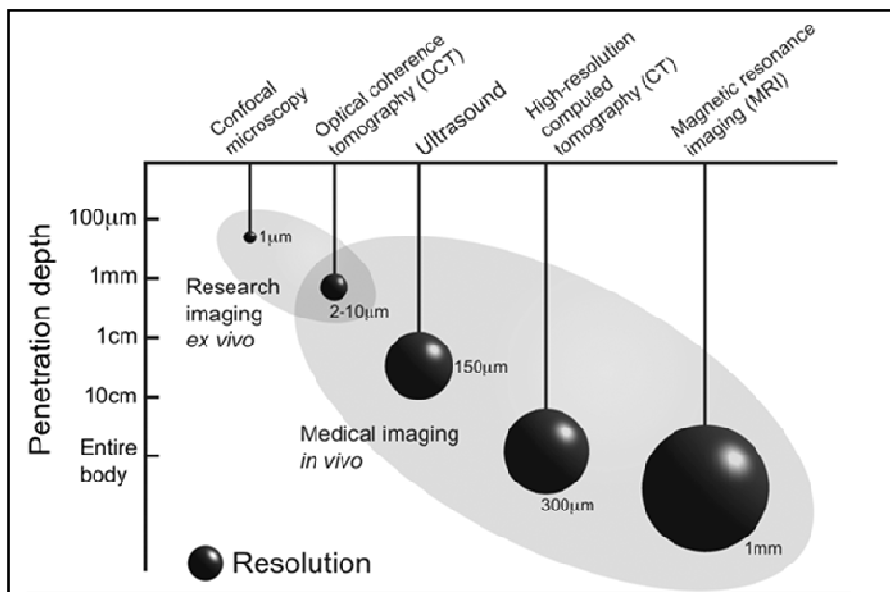 Confocal
microscopy
Optical coherence
tomography (OCT)
Ultrasound
High-resolution
computed
tomography (CT)
Magnetic resonance
imaging (MRI)
Penetration depth
100μm
1mm
1cm
10cm
Entire
body
1μm
2-10μm
150μm
300μm
1mm
Research
imaging
ex vivo
Medical imaging
in vivo
Resolution